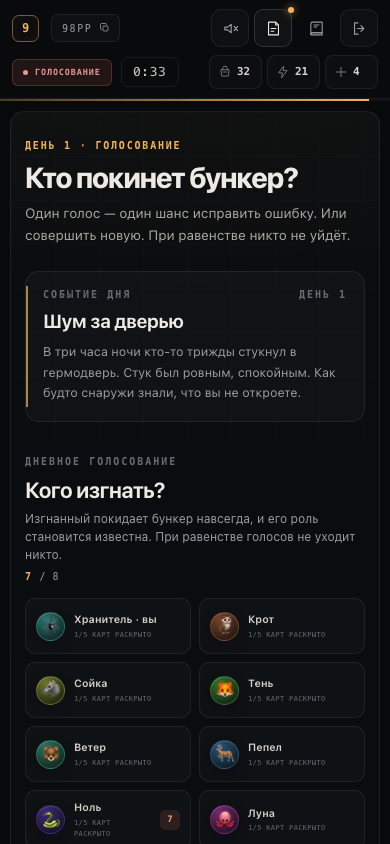 9
98PP
ГОЛОСОВАНИЕ
0:33
32
21
4
ДЕНЬ 1 · ГОЛОСОВАНИЕ
Кто покинет бункер?
Один голос — один шанс исправить ошибку. Или
совершить новую. При равенстве никто не уйдёт.
СОБЫТИЕ ДНЯ
ДЕНЬ 1
Шум за дверью
В три часа ночи кто-то трижды стукнул в
гермодверь. Стук был ровным, спокойным. Как
будто снаружи знали, что вы не откроете.
ДНЕВНОЕ ГОЛОСОВАНИЕ
Кого изгнать?
Изгнанный покидает бункер навсегда, и его роль
становится известна. При равенстве голосов не уходит
никто.
7 / 8
Хранитель · вы
1/5 КАРТ РАСКРЫТО
Крот
1/5 КАРТ РАСКРЫТО
Сойка
1/5 КАРТ РАСКРЫТО
Тень
1/5 КАРТ РАСКРЫТО
Ветер
1/5 КАРТ РАСКРЫТО
Пепел
1/5 КАРТ РАСКРЫТО
Ноль
1/5 КАРТ
РАСКРЫТО
7
Луна
1/5 КАРТ РАСКРЫТО